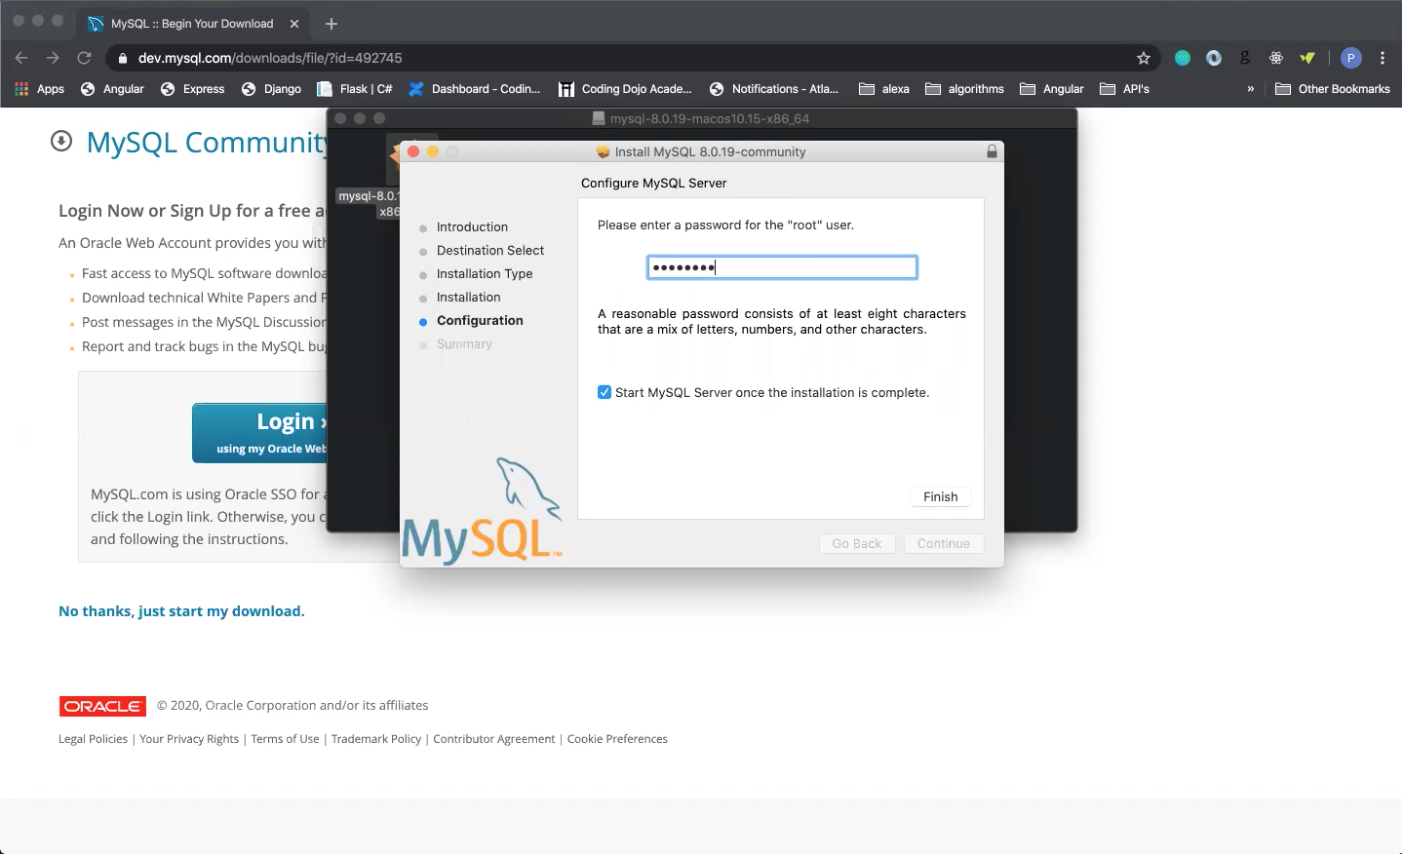 MySQL :: Begin Your Download
dev.mysql.com/downloads/file/?id=492745
P
Apps Angular Express Django Flask | C# Dashboard - Codin... Coding Dojo Acade... Notifications - Atla... alexa algorithms Angular API's » Other Bookmarks
mysql-8.0.19-macos10.15-x86_64
MySQL Community
Install MySQL 8.0.19-community
Configure MySQL Server
mysql-8.0.1
x86
Login Now or Sign Up for a free a
An Oracle Web Account provides you with
Fast access to MySQL software downloa
Download technical White Papers and P
Post messages in the MySQL Discussion
Report and track bugs in the MySQL bug
Login ›
using my Oracle Web
MySQL.com is using Oracle SSO for a
click the Login link. Otherwise, you c
and following the instructions.
Introduction
Destination Select
Installation Type
Installation
Configuration
Summary
MySQL™
Please enter a password for the "root" user.
••••••••
A reasonable password consists of at least eight characters
that are a mix of letters, numbers, and other characters.
Start MySQL Server once the installation is complete.
Finish
Go Back Continue
No thanks, just start my download.
ORACLE © 2020, Oracle Corporation and/or its affiliates
Legal Policies | Your Privacy Rights | Terms of Use | Trademark Policy | Contributor Agreement | Cookie Preferences